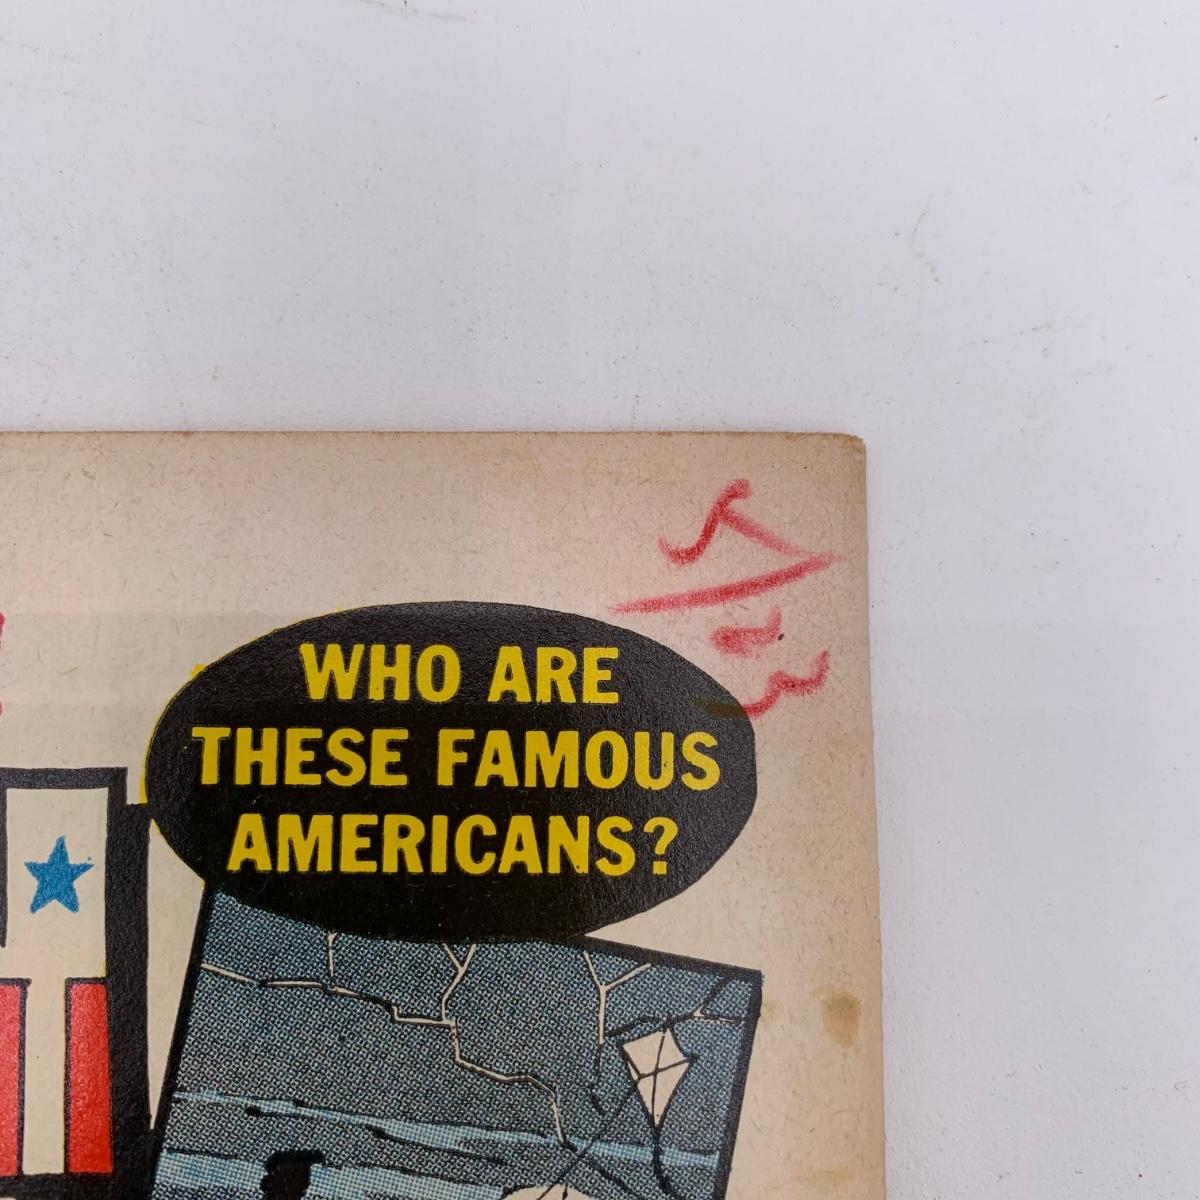 WHO ARE
THESE FAMOUS
AMERICANS?